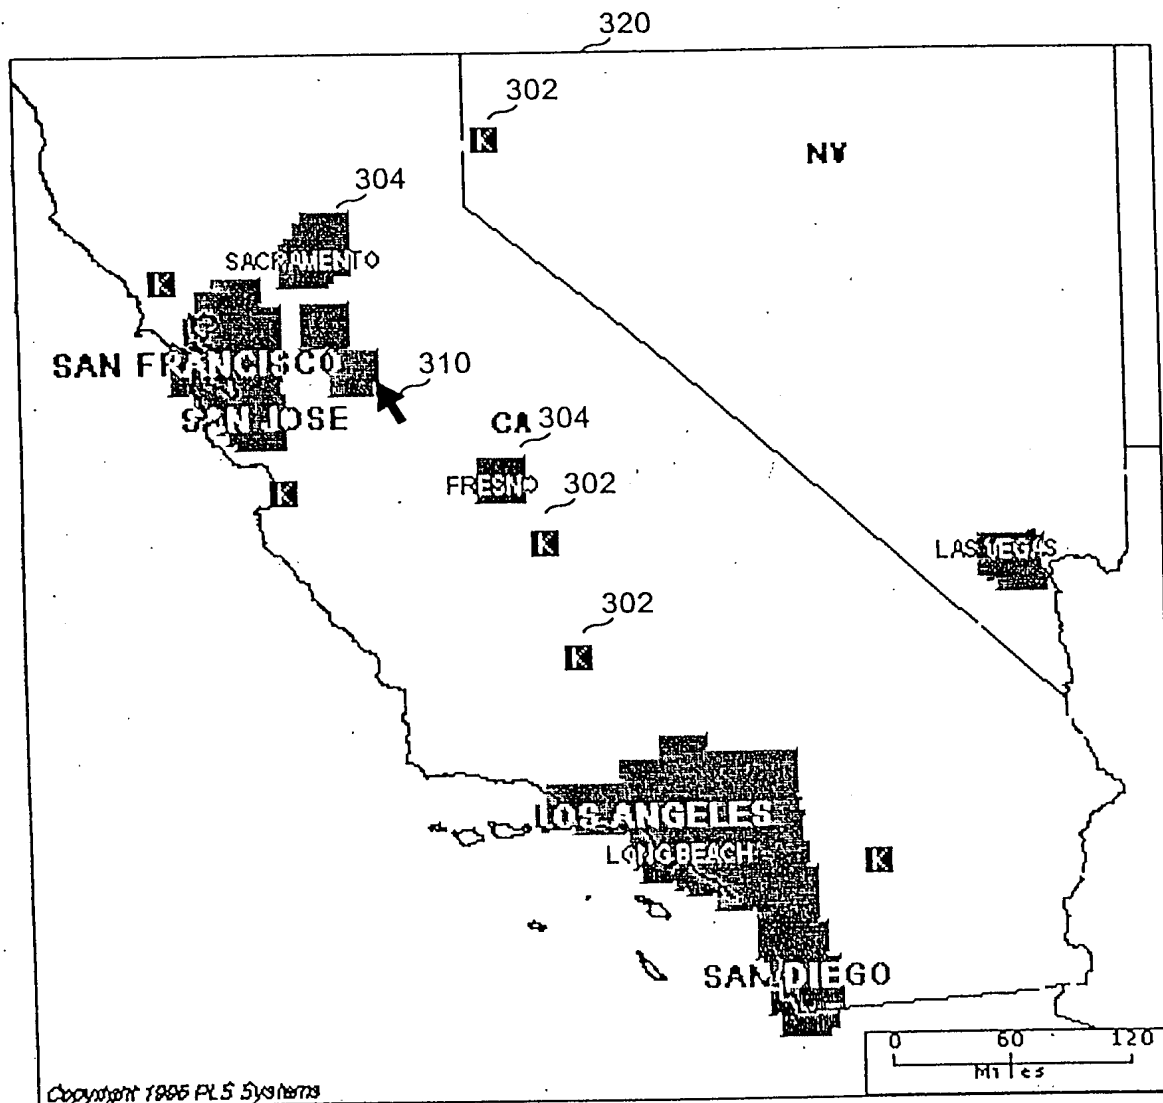 320
302
K
NV
304
SACRAMENTO
K
SAN FRANCISCO
310
SAN JOSE
CA
304
FRESNO
302
K
K
LAS VEGAS
302
K
LOS ANGELES
LONG BEACH
K
SAN DIEGO
0 60 120
Miles
Copyright 1995 PLS Systems